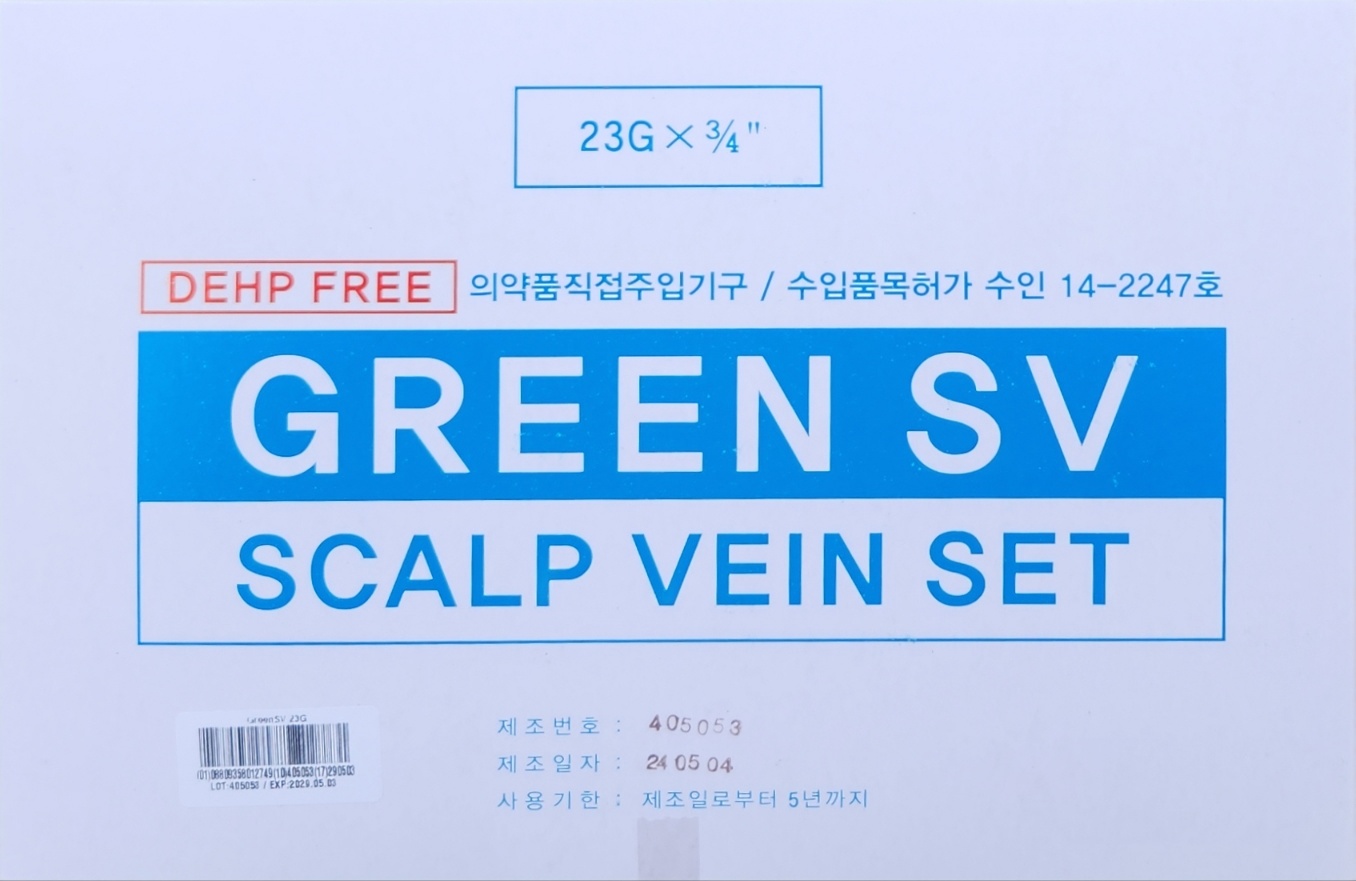 23G × ¾"
DEHP FREE 의약품직접주입기구 / 수입품목허가 수인 14-2247호
GREEN SV
SCALP VEIN SET
GreenSV 23G
(01)08809358012749(10)405053(17)290503
LOT:405053 / EXP:2029.05.03
제조번호 : 405053
제조일자 : 24 05 04
사용기한 : 제조일로부터 5년까지